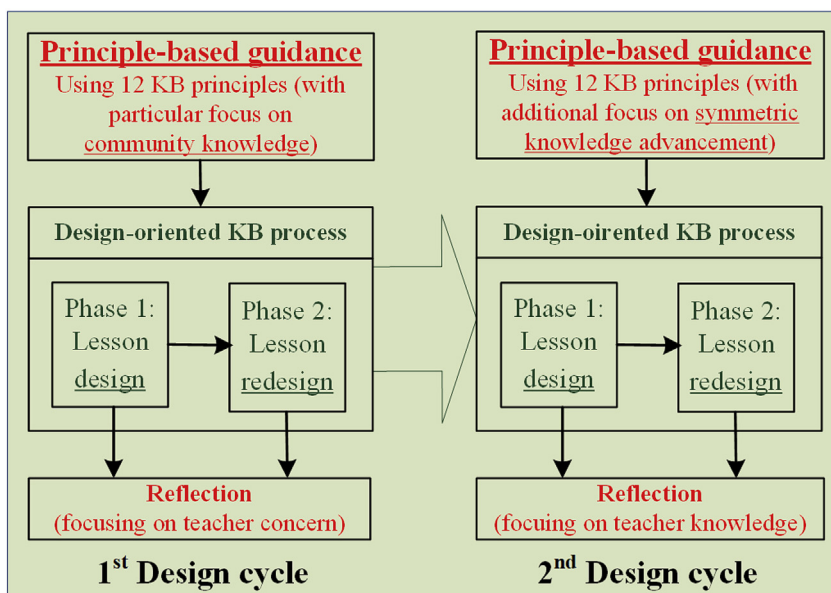 Principle-based guidance
Using 12 KB principles (with
particular focus on
community knowledge)
Design-oriented KB process
Phase 1:
Lesson
design
Phase 2:
Lesson
redesign
Reflection
(focusing on teacher concern)
1st Design cycle
Principle-based guidance
Using 12 KB principles (with
additional focus on symmetric
knowledge advancement)
Design-oirented KB process
Phase 1:
Lesson
design
Phase 2:
Lesson
redesign
Reflection
(focuing on teacher knowledge)
2nd Design cycle